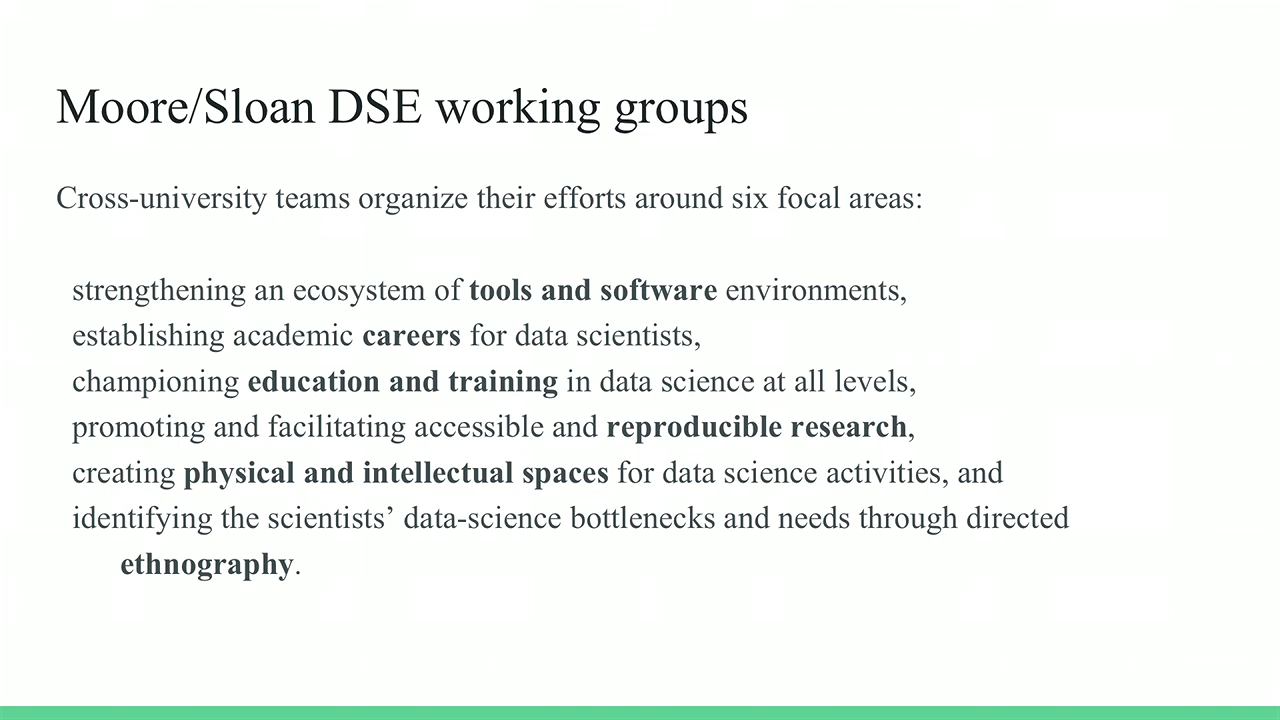 Moore/Sloan DSE working groups
Cross-university teams organize their efforts around six focal areas:
strengthening an ecosystem of tools and software environments,
establishing academic careers for data scientists,
championing education and training in data science at all levels,
promoting and facilitating accessible and reproducible research,
creating physical and intellectual spaces for data science activities, and
identifying the scientists’ data-science bottlenecks and needs through directed
ethnography.